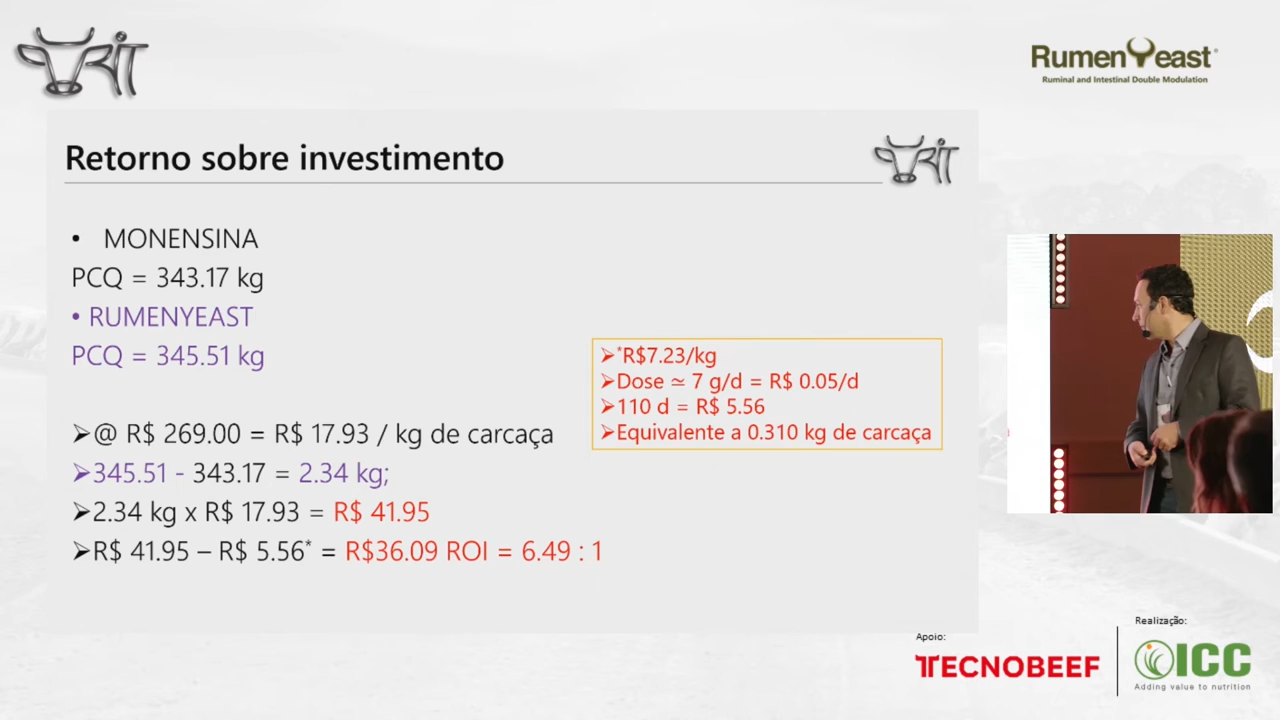 RIT
RumenYeast®
Ruminal and Intestinal Double Modulation
Retorno sobre investimento
RIT
• MONENSINA
PCQ = 343.17 kg
• RUMENYEAST
PCQ = 345.51 kg
➢@ R$ 269.00 = R$ 17.93 / kg de carcaça
➢345.51 - 343.17 = 2.34 kg;
➢2.34 kg x R$ 17.93 = R$ 41.95
➢R$ 41.95 – R$ 5.56* = R$36.09 ROI = 6.49 : 1
➢*R$7.23/kg
➢Dose ≃ 7 g/d = R$ 0.05/d
➢110 d = R$ 5.56
➢Equivalente a 0.310 kg de carcaça
Apoio:
TECNOBEEF
Realização:
ICC
Adding value to nutrition